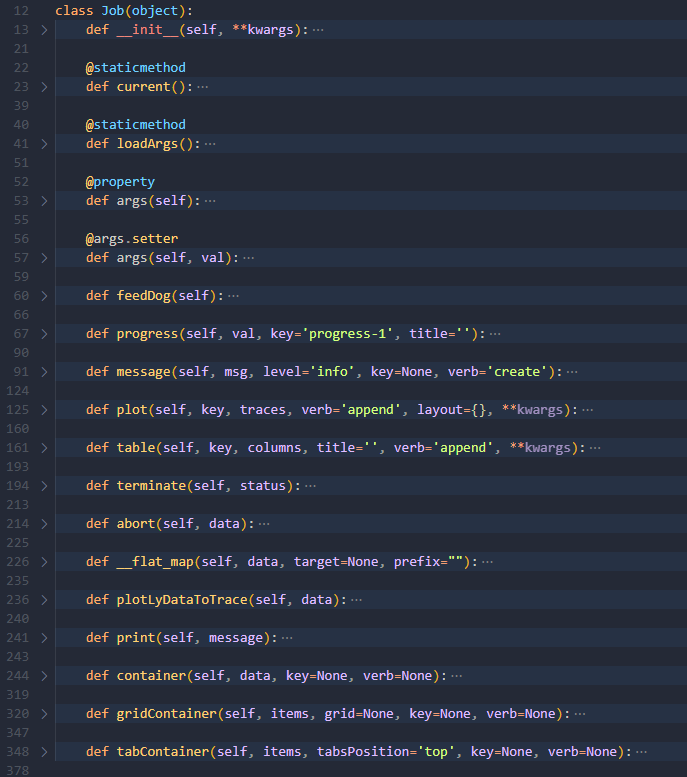 12 class Job(object):
13 > def __init__(self, **kwargs): ···
21
22 @staticmethod
23 > def current(): ···
39
40 @staticmethod
41 > def loadArgs(): ···
51
52 @property
53 > def args(self): ···
55
56 @args.setter
57 > def args(self, val): ···
59
60 > def feedDog(self): ···
66
67 > def progress(self, val, key='progress-1', title=''): ···
90
91 > def message(self, msg, level='info', key=None, verb='create'): ···
124
125 > def plot(self, key, traces, verb='append', layout={}, **kwargs): ···
160
161 > def table(self, key, columns, title='', verb='append', **kwargs): ···
193
194 > def terminate(self, status): ···
213
214 > def abort(self, data): ···
225
226 > def __flat_map(self, data, target=None, prefix=""): ···
235
236 > def plotLyDataToTrace(self, data): ···
240
241 > def print(self, message): ···
243
244 > def container(self, data, key=None, verb=None): ···
319
320 > def gridContainer(self, items, grid=None, key=None, verb=None): ···
347
348 > def tabContainer(self, items, tabsPosition='top', key=None, verb=None): ···
378